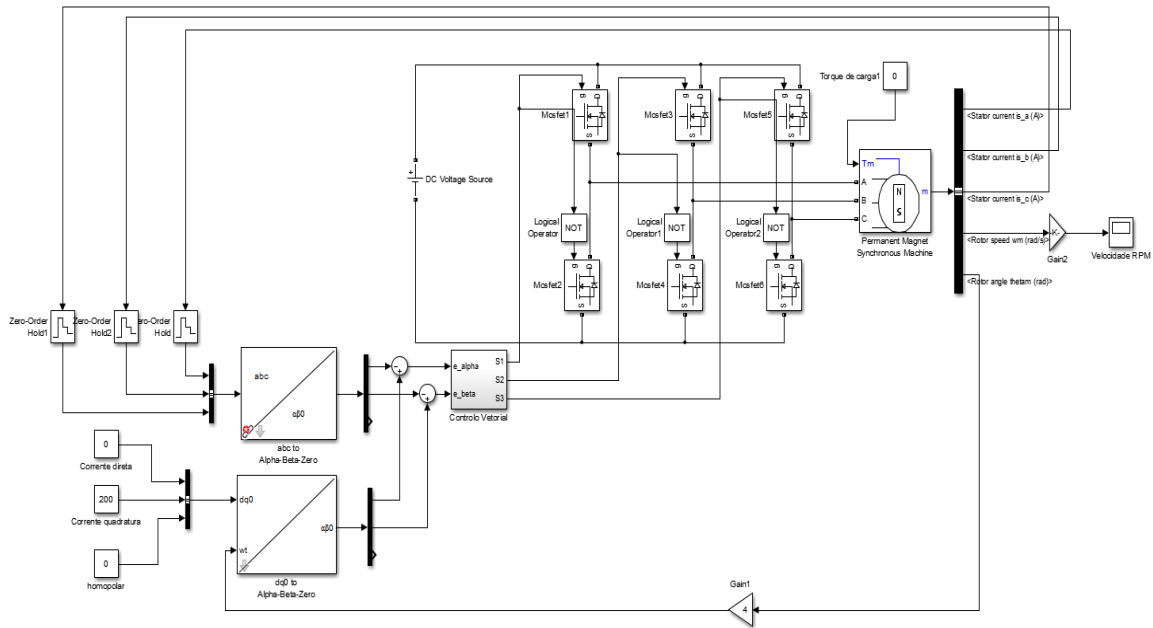 Torque de carga1
0
g
D
S
Mosfet1
g
D
S
Mosfet3
g
D
S
Mosfet5
<Stator current is_a (A)>
<Stator current is_b (A)>
<Stator current is_c (A)>
<Rotor speed wm (rad/s)>
<Rotor angle thetam (rad)>
DC Voltage Source
Tm
A
B
C
N
S
m
Permanent Magnet
Synchronous Machine
Logical
Operator
NOT
Logical
Operator1
NOT
Logical
Operator2
NOT
-K-
Gain2
Velocidade RPM
g
D
S
Mosfet2
g
D
S
Mosfet4
g
D
S
Mosfet6
Zero-Order
Hold1
Zero-Order
Hold2
ero-Order
Hold
abc
αβ0
abc to
Alpha-Beta-Zero
- +
- +
e_alpha
e_beta
S1
S2
S3
Controlo Vetorial
0
Corrente direta
200
Corrente quadratura
0
homopolar
dq0
wt
αβ0
dq0 to
Alpha-Beta-Zero
Gain1
4